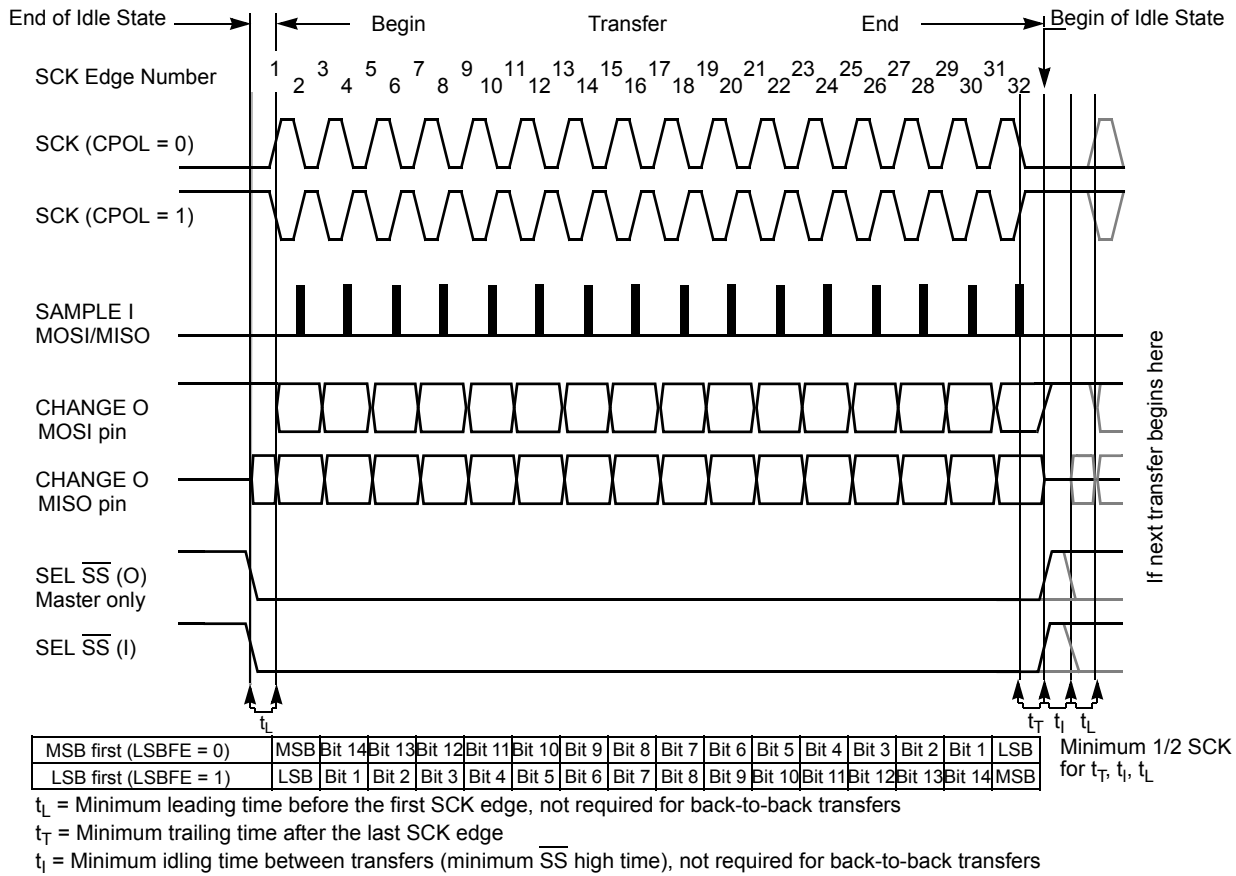 End of Idle State
Begin
Transfer
End
Begin of Idle State
SCK Edge Number
1 3 5 7 9 11 13 15 17 19 21 23 25 27 29 31
2 4 6 8 10 12 14 16 18 20 22 24 26 28 30 32
SCK (CPOL = 0)
SCK (CPOL = 1)
SAMPLE I
MOSI/MISO
CHANGE O
MOSI pin
CHANGE O
MISO pin
SEL SS (O)
Master only
SEL SS (I)
If next transfer begins here
tL
tT tI tL
MSB first (LSBFE = 0) MSB Bit 14 Bit 13 Bit 12 Bit 11 Bit 10 Bit 9 Bit 8 Bit 7 Bit 6 Bit 5 Bit 4 Bit 3 Bit 2 Bit 1 LSB
LSB first (LSBFE = 1) LSB Bit 1 Bit 2 Bit 3 Bit 4 Bit 5 Bit 6 Bit 7 Bit 8 Bit 9 Bit 10 Bit 11 Bit 12 Bit 13 Bit 14 MSB
Minimum 1/2 SCK
for tT, tI, tL
tL = Minimum leading time before the first SCK edge, not required for back-to-back transfers
tT = Minimum trailing time after the last SCK edge
tI = Minimum idling time between transfers (minimum SS high time), not required for back-to-back transfers